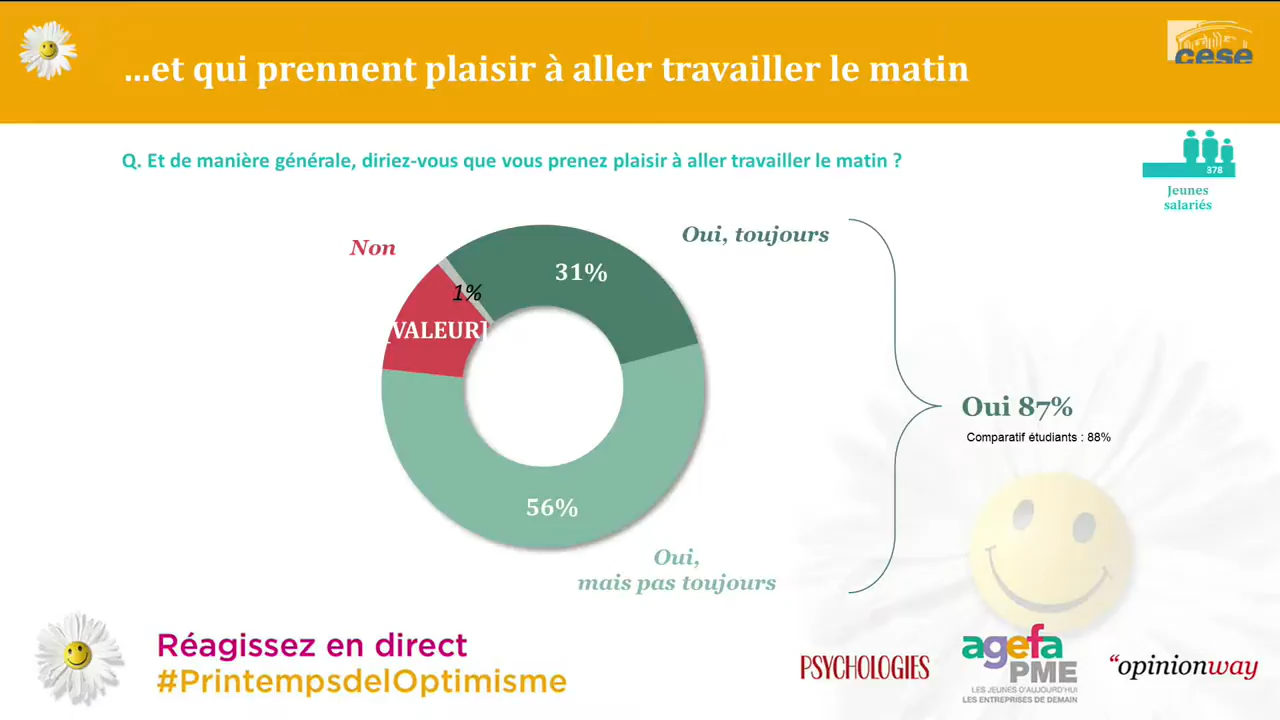 ...et qui prennent plaisir à aller travailler le matin
cese
Q. Et de manière générale, diriez-vous que vous prenez plaisir à aller travailler le matin ?
378
Jeunes
salariés
Non
Oui, toujours
31%
1%
[VALEUR]
Oui 87%
Comparatif étudiants : 88%
56%
Oui,
mais pas toujours
Réagissez en direct
#PrintempsdelOptimisme
PSYCHOLOGIES
agefa
PME
LES JEUNES D'AUJOURD'HUI
LES ENTREPRISES DE DEMAIN
“opinionway